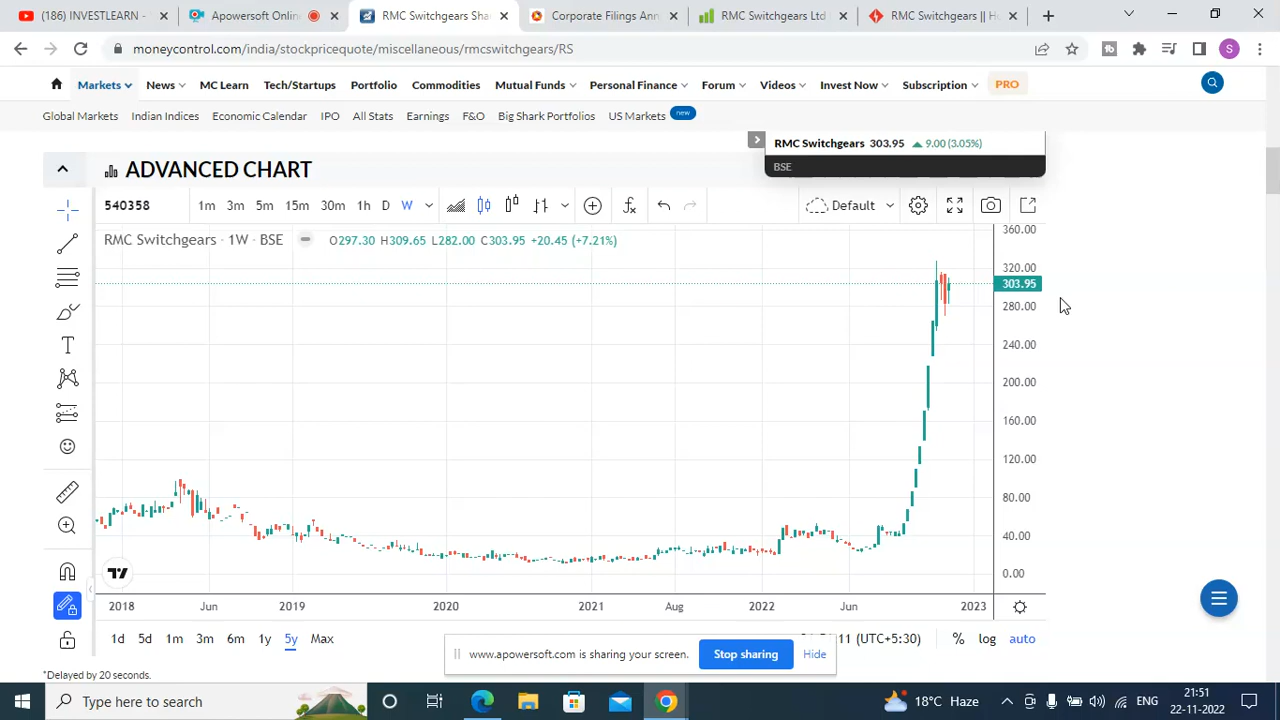 (186) INVESTLEARN -
Apowersoft Onlin
RMC Switchgears Sha
Corporate Filings Ann
RMC Switchgears Ltd
RMC Switchgears || Ho
moneycontrol.com/india/stockpricequote/miscellaneous/rmcswitchgears/RS
S
Markets News MC Learn Tech/Startups Portfolio Commodities Mutual Funds Personal Finance Forum Videos Invest Now Subscription PRO
Global Markets Indian Indices Economic Calendar IPO All Stats Earnings F&O Big Shark Portfolios US Markets new
RMC Switchgears 303.95 9.00 (3.05%)
BSE
ADVANCED CHART
540358 1m 3m 5m 15m 30m 1h D W Default
RMC Switchgears · 1W · BSE O297.30 H309.65 L282.00 C303.95 +20.45 (+7.21%)
360.00
320.00
303.95
280.00
240.00
200.00
160.00
120.00
80.00
40.00
0.00
2018 Jun 2019 2020 2021 Aug 2022 Jun 2023
1d 5d 1m 3m 6m 1y 5y Max
11 (UTC+5:30) % log auto
www.apowersoft.com is sharing your screen. Stop sharing Hide
*Delayed by 20 seconds.
Type here to search
18°C Haze
ENG
21:51
22-11-2022